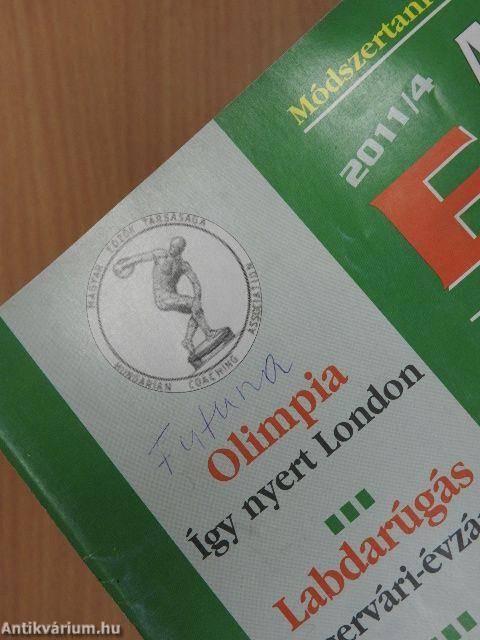 Módszertani
2011/4
MAGYAR EDZŐK TÁRSASÁGA
HUNGARIAN COACHING ASSOCIATION
Futuna
Olimpia
Így nyert London
Labdarúgás
Antikvárium.hu